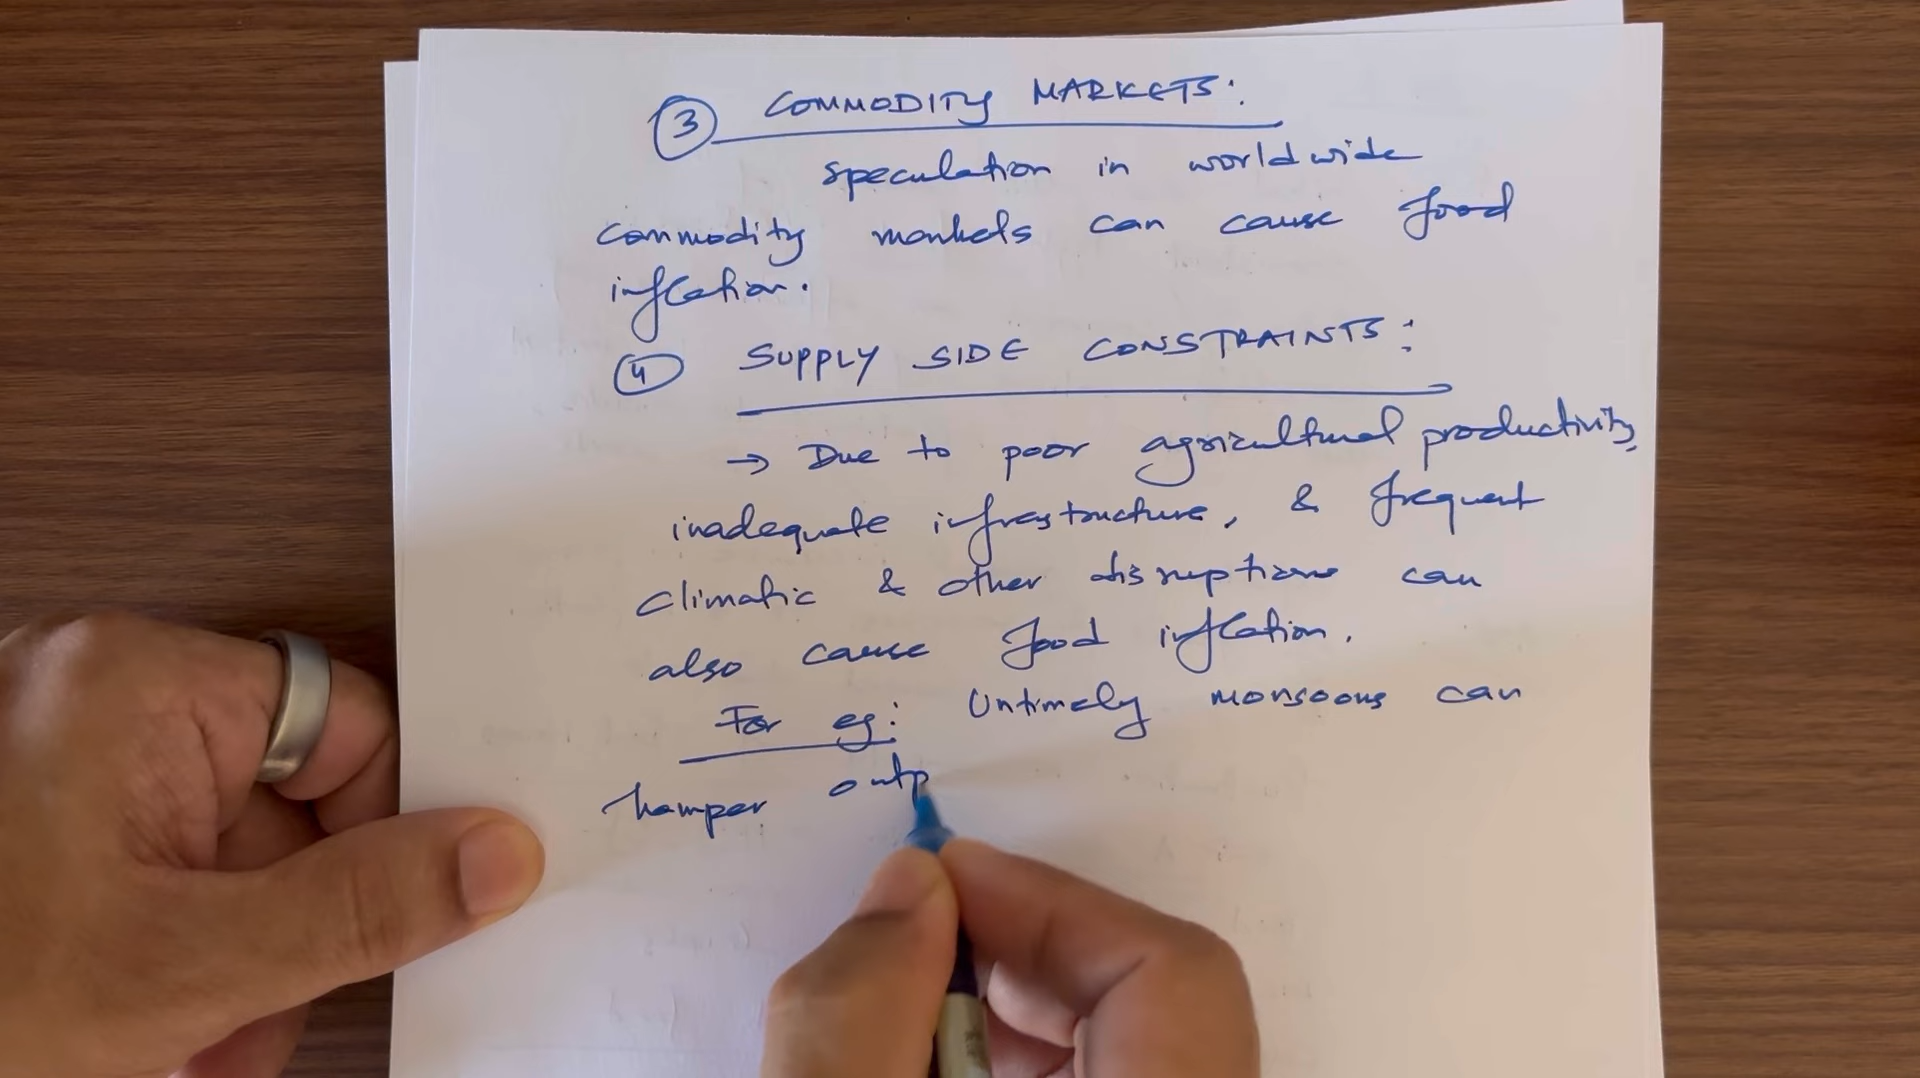 3 COMMODITY MARKETS:
speculation in worldwide
commodity markets can cause food
inflation.
4 SUPPLY SIDE CONSTRAINTS:
→ Due to poor agricultural productivity,
inadequate infrastructure, & frequent
climatic & other disruptions can
also cause food inflation.
For eg: Untimely monsoons can
hamper outp